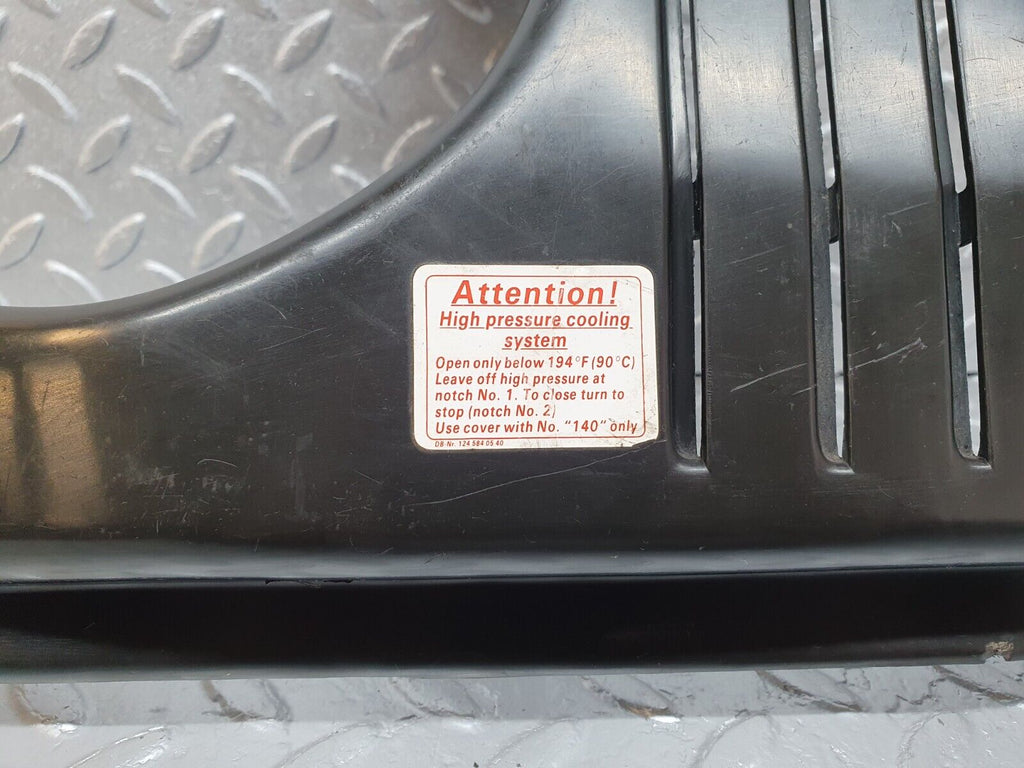 Attention!
High pressure cooling
system
Open only below 194°F(90°C)
Leave off high pressure at
notch No. 1. To close turn to
stop (notch No. 2)
Use cover with No. "140" only
DB Nr. 124 584 05 40